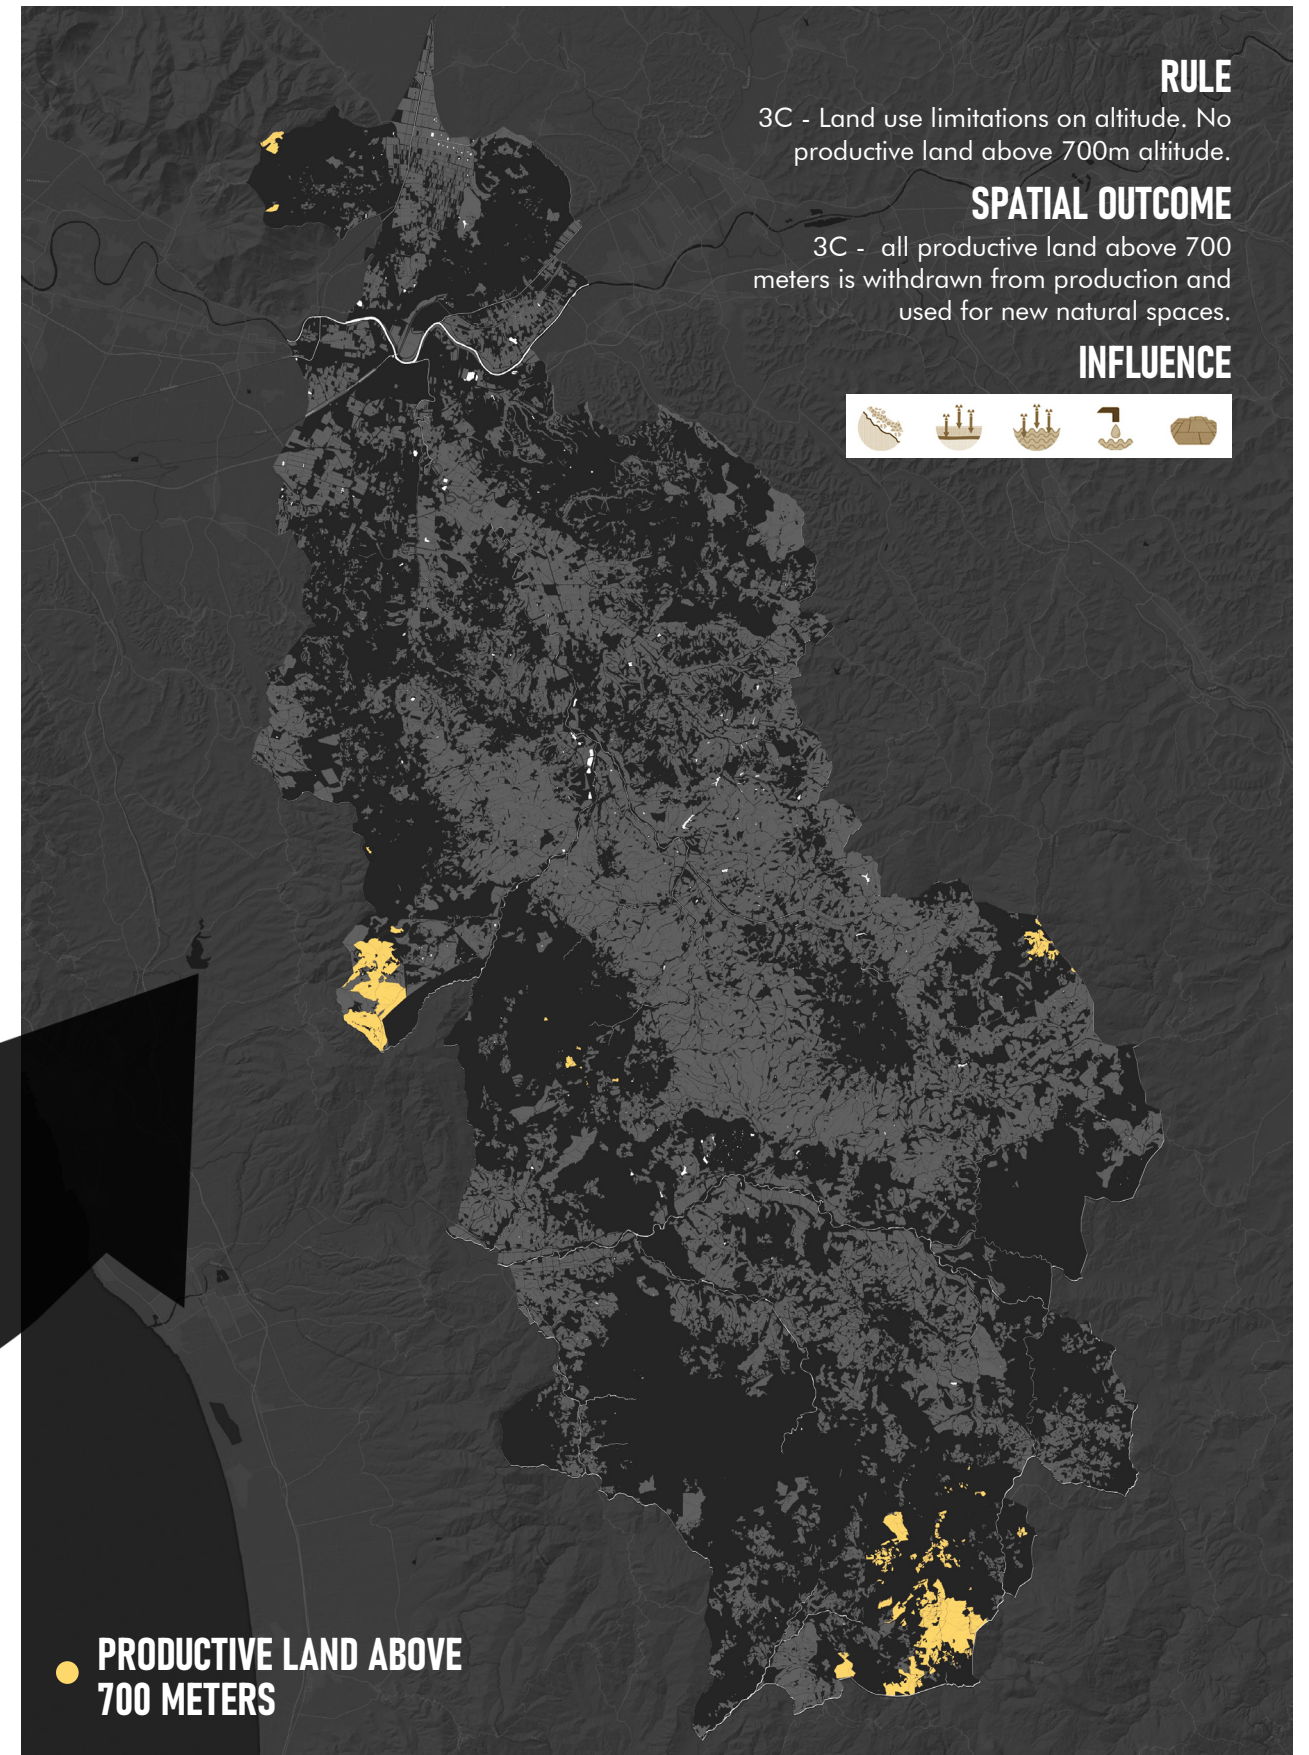 RULE
3C - Land use limitations on altitude. No
productive land above 700m altitude.
SPATIAL OUTCOME
3C -  all productive land above 700
meters is withdrawn from production and
used for new natural spaces.
INFLUENCE
PRODUCTIVE LAND ABOVE
700 METERS